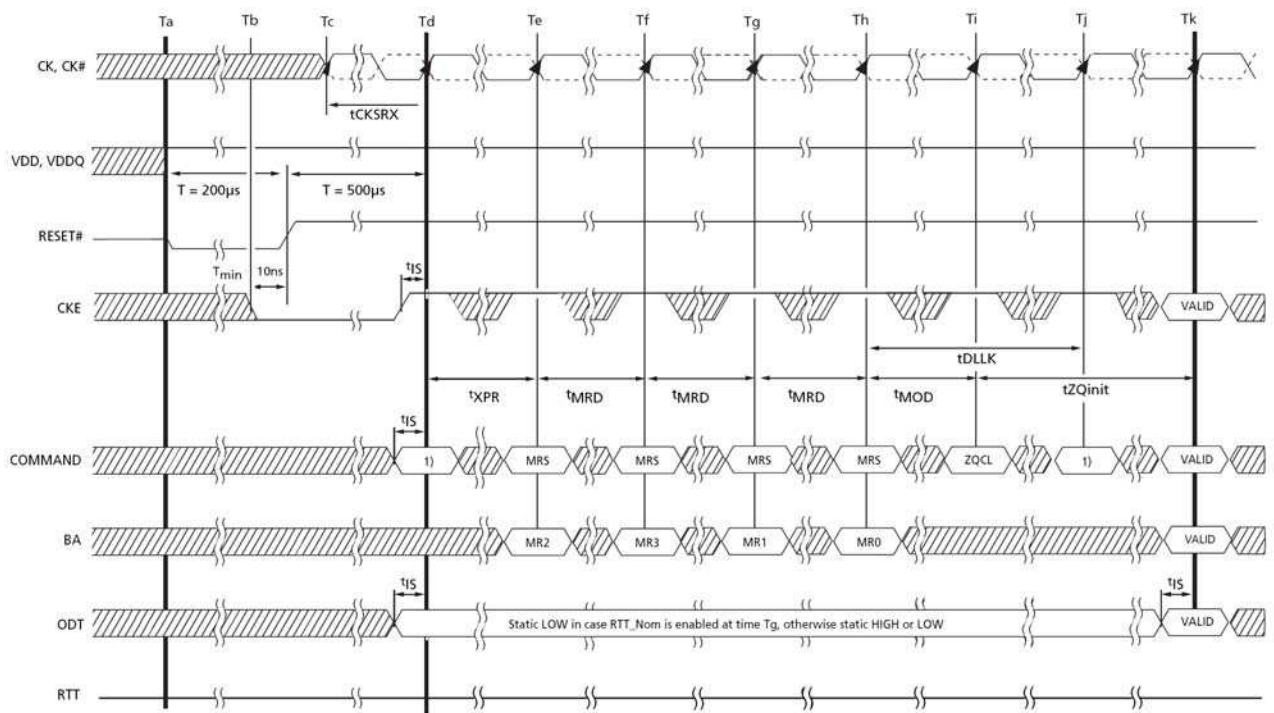 Ta Tb Tc Td Te Tf Tg Th Ti Tj Tk
CK, CK#
tCKSRX
VDD, VDDQ
T = 200µs T = 500µs
RESET#
Tmin 10ns tIS
CKE VALID
tDLLK
tXPR tMRD tMRD tMRD tMOD tZQinit
tIS
COMMAND 1) MRS MRS MRS MRS ZQCL 1) VALID
BA MR2 MR3 MR1 MR0 VALID
tIS tIS
ODT Static LOW in case RTT_Nom is enabled at time Tg, otherwise static HIGH or LOW VALID
RTT